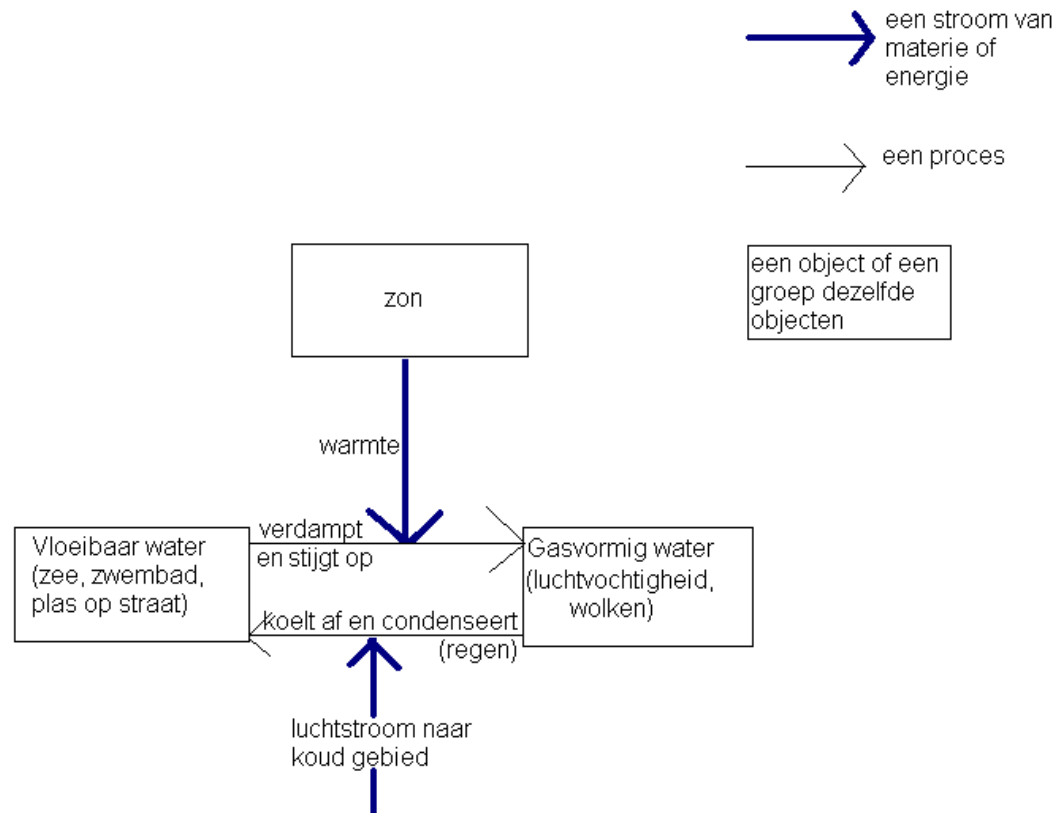 een stroom van
materie of
energie
een proces
een object of een
groep dezelfde
objecten
zon
warmte
verdampt
en stijgt op
Vloeibaar water
(zee, zwembad,
plas op straat)
Gasvormig water
(luchtvochtigheid,
wolken)
koelt af en condenseert
(regen)
luchtstroom naar
koud gebied